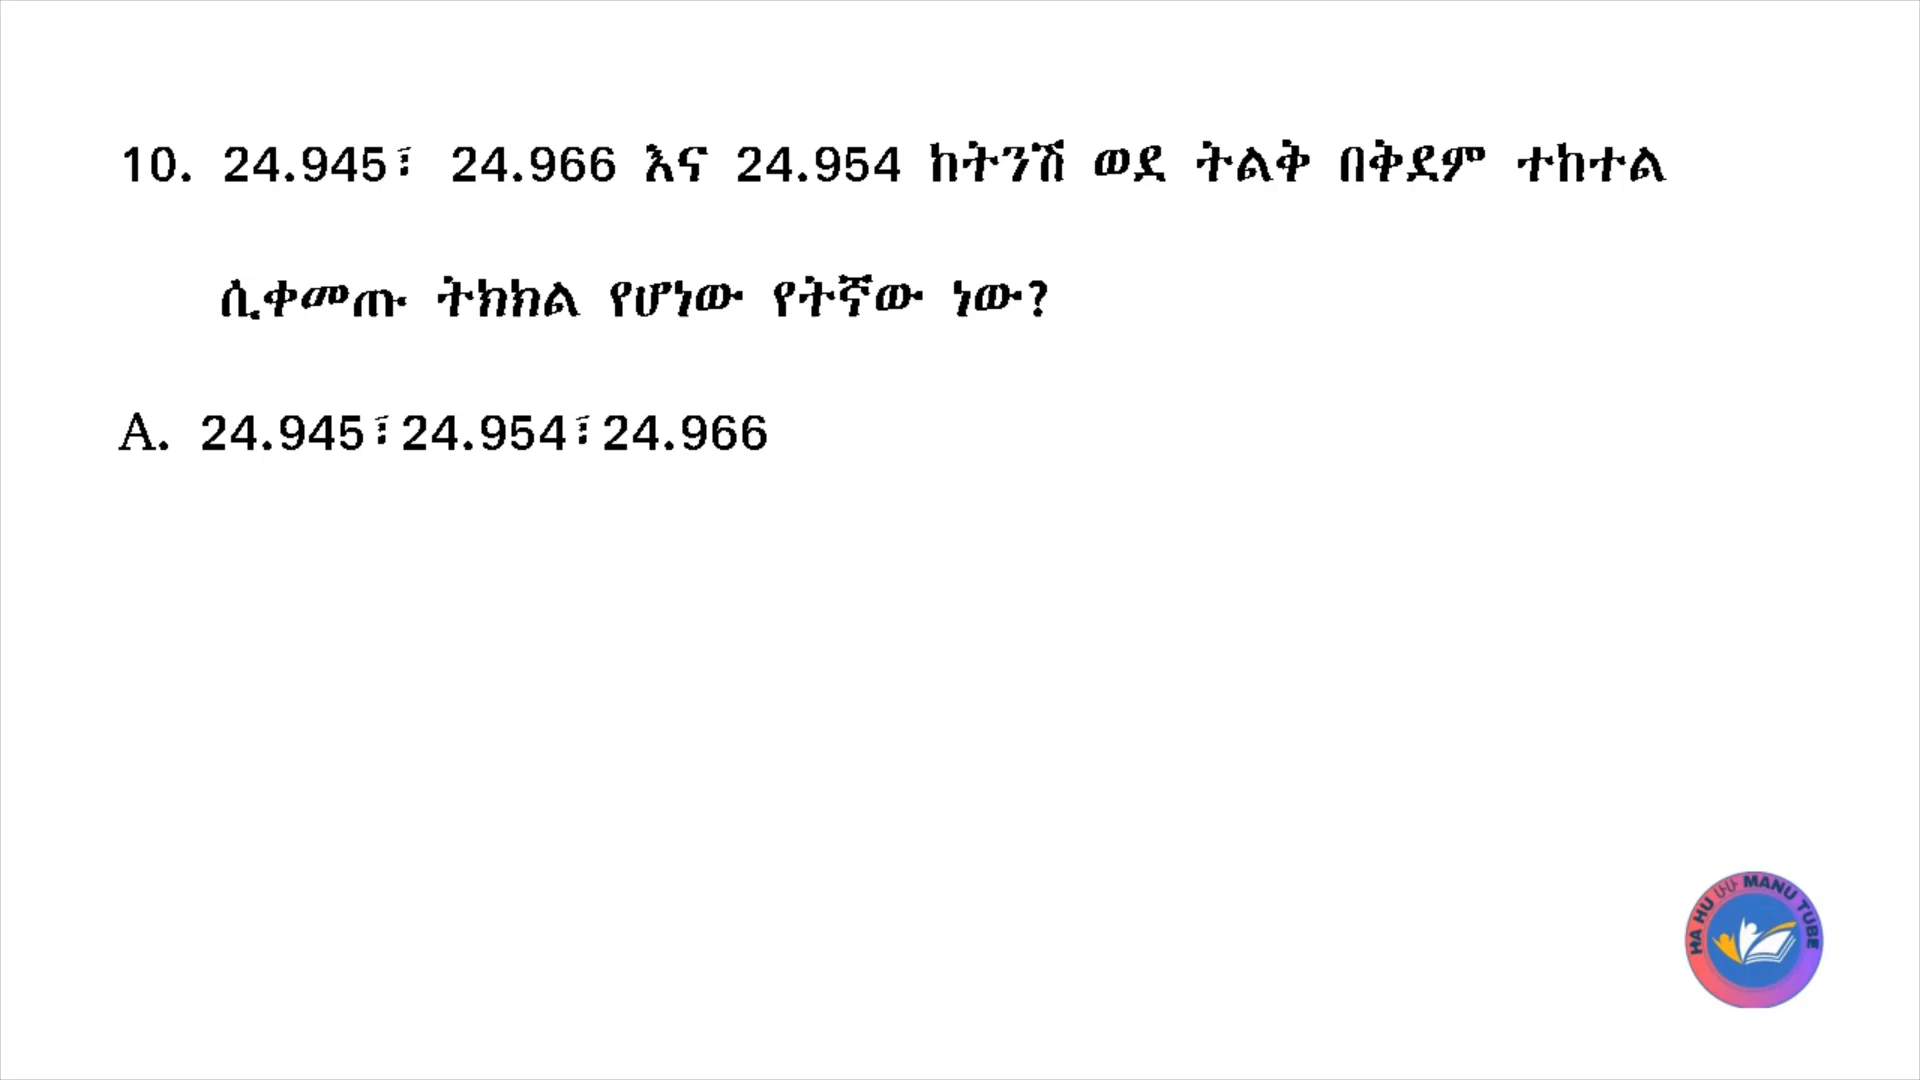 10. 24.945፣ 24.966 እና 24.954 ከትንሽ ወደ ትልቅ በቅደም ተከተል
ሲቀመጡ ትክክል የሆነው የትኛው ነው?
A. 24.945፣24.954፣24.966
HA HU ሀሁ MANU TUBE